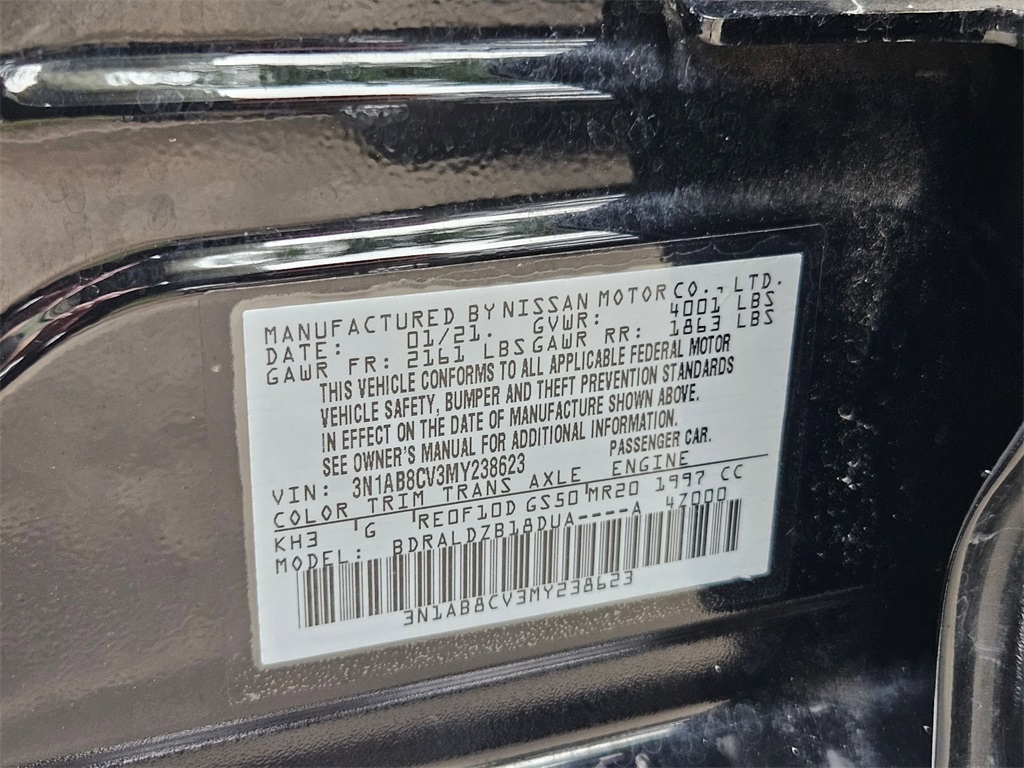 MANUFACTURED BY NISSAN MOTOR CO., LTD.
DATE: 01/21. GVWR: 4001 LBS
GAWR FR: 2161 LBS GAWR RR: 1863 LBS
THIS VEHICLE CONFORMS TO ALL APPLICABLE FEDERAL MOTOR
VEHICLE SAFETY, BUMPER AND THEFT PREVENTION STANDARDS
IN EFFECT ON THE DATE OF MANUFACTURE SHOWN ABOVE.
SEE OWNER'S MANUAL FOR ADDITIONAL INFORMATION.
VIN: 3N1AB8CV3MY238623 PASSENGER CAR.
COLOR TRIM TRANS AXLE ENGINE
KH3 G RE0F10D GS50 MR20 1997 CC
MODEL: BDRALDZB18DUA----A 4Z000
3N1AB8CV3MY238623